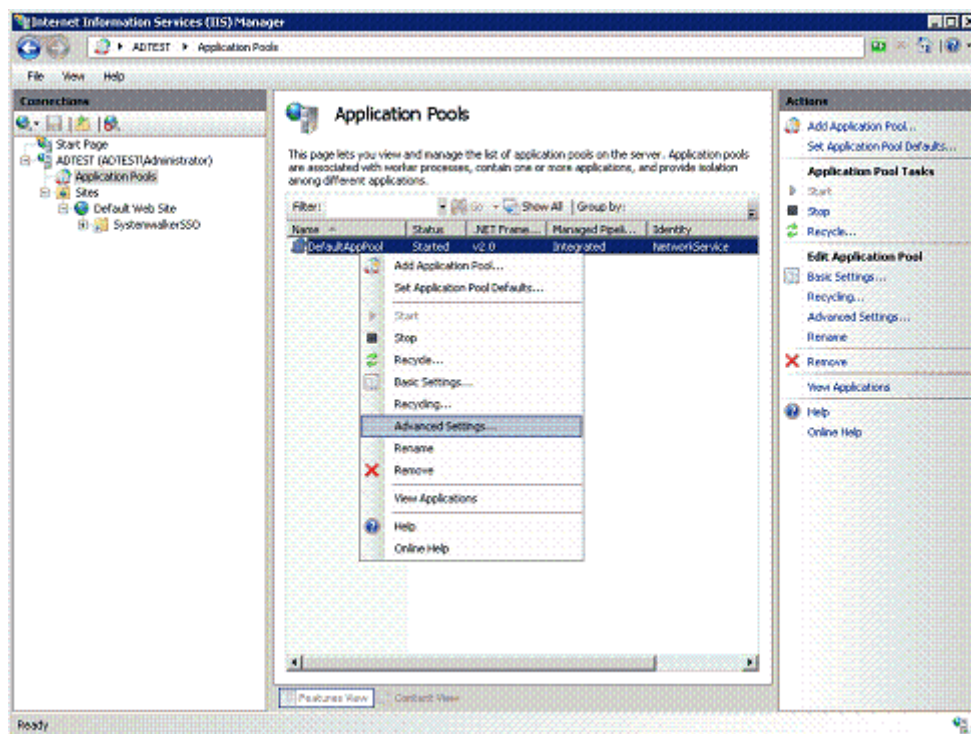 Internet Information Services (IIS) Manager
ADTEST Application Pools
File View Help
Connections
Start Page
ADTEST (ADTEST\Administrator)
Application Pools
Sites
Default Web Site
SystemwalkerSSO
Application Pools
This page lets you view and manage the list of application pools on the server. Application pools
are associated with worker processes, contain one or more applications, and provide isolation
among different applications.
Filter: Go Show All Group by:
Name Status .NET Frame... Managed Pipeli... Identity
DefaultAppPool Started v2.0 Integrated NetworkService
Add Application Pool...
Set Application Pool Defaults...
Start
Stop
Recycle...
Basic Settings...
Recycling...
Advanced Settings...
Rename
Remove
View Applications
Help
Online Help
Features View Content View
Actions
Add Application Pool...
Set Application Pool Defaults...
Application Pool Tasks
Start
Stop
Recycle...
Edit Application Pool
Basic Settings...
Recycling...
Advanced Settings...
Rename
Remove
View Applications
Help
Online Help
Ready